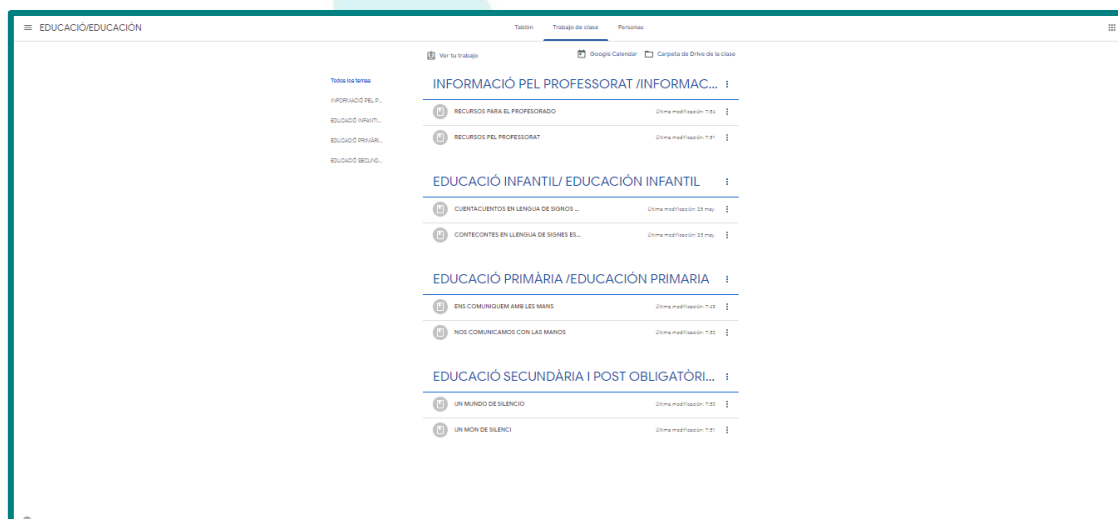 EDUCACIÓ/EDUCACIÓN
Tablón Trabajo de clase Personas
Ver tu trabajo Google Calendar Carpeta de Drive de la clase
Todos los temas
INFORMACIÓ PEL P...
EDUCACIÓ INFANTI...
EDUCACIÓ PRIMÀRI...
EDUCACIÓ SECUND...
INFORMACIÓ PEL PROFESSORAT /INFORMAC...
RECURSOS PARA EL PROFESORADO Última modificación: 7:54
RECURSOS PEL PROFESSORAT Última modificación: 7:51
EDUCACIÓ INFANTIL/ EDUCACIÓN INFANTIL
CUENTACUENTOS EN LENGUA DE SIGNOS ... Última modificación: 23 may.
CONTECONTES EN LLENGUA DE SIGNES ES... Última modificación: 23 may.
EDUCACIÓ PRIMÀRIA /EDUCACIÓN PRIMARIA
ENS COMUNIQUEM AMB LES MANS Última modificación: 7:49
NOS COMUNICAMOS CON LAS MANOS Última modificación: 7:50
EDUCACIÓ SECUNDÀRIA I POST OBLIGATÒRI...
UN MUNDO DE SILENCIO Última modificación: 7:50
UN MÓN DE SILENCI Última modificación: 7:51